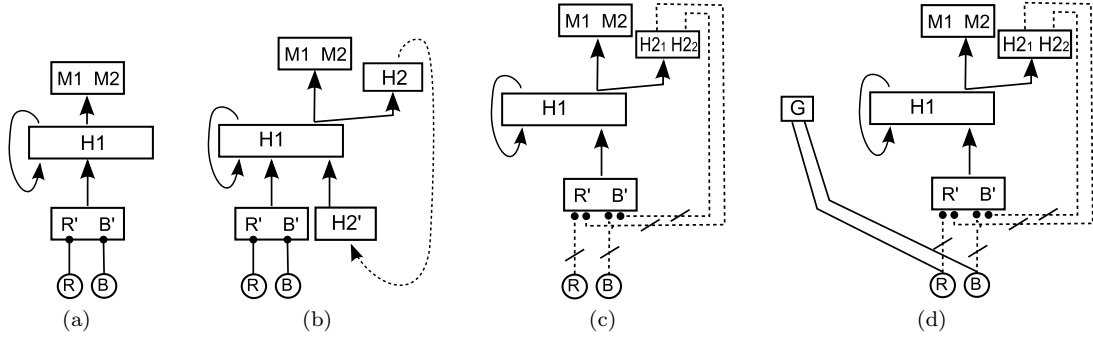 M1 M2
H1
R' B'
R B
(a)
M1 M2
H2
H1
R' B'
H2'
R B
(b)
M1 M2
H2₁ H2₂
H1
R' B'
R B
(c)
M1 M2
H2₁ H2₂
G
H1
R' B'
R B
(d)